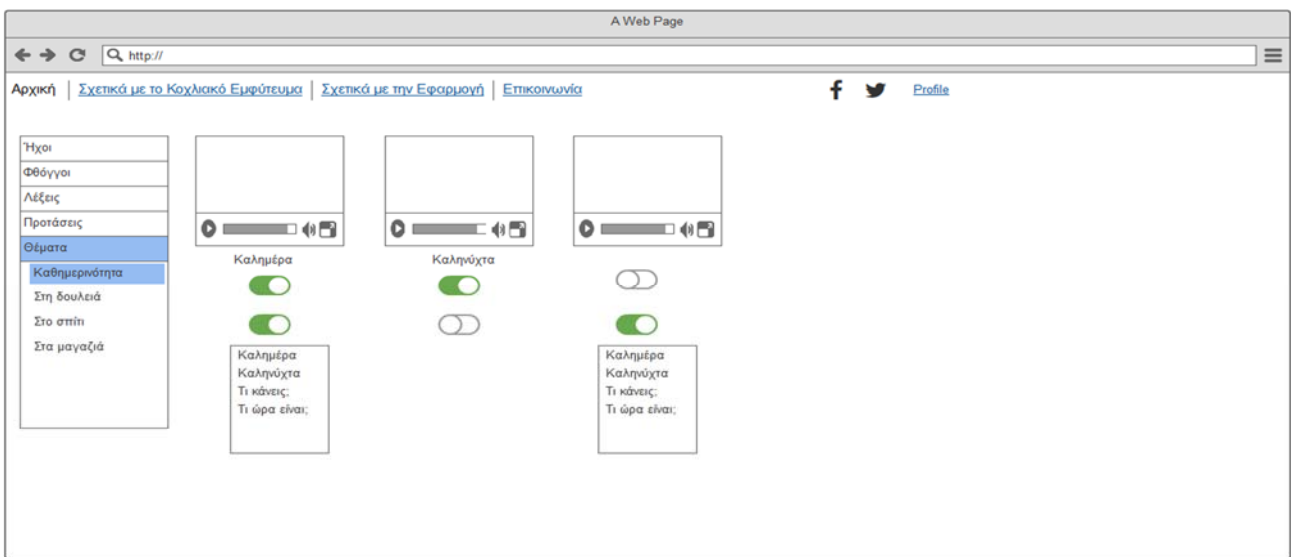 A Web Page
http://
Αρχική | Σχετικά με το Κοχλιακό Εμφύτευμα | Σχετικά με την Εφαρμογή | Επικοινωνία
Profile
Ήχοι
Φθόγγοι
Λέξεις
Προτάσεις
Θέματα
Καθημερινότητα
Στη δουλειά
Στο σπίτι
Στα μαγαζιά
Καλημέρα
Καληνύχτα
Καλημέρα
Καληνύχτα
Τι κάνεις;
Τι ώρα είναι;
Καλημέρα
Καληνύχτα
Τι κάνεις;
Τι ώρα είναι;